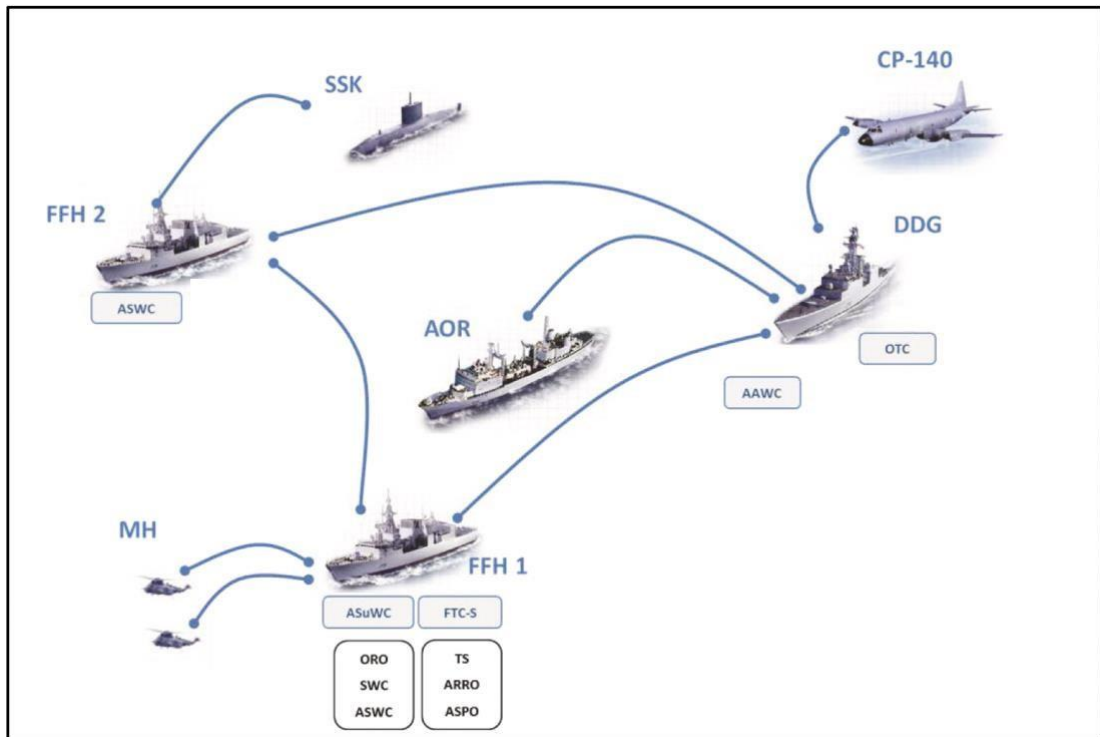 SSK
CP-140
FFH 2
DDG
ASWC
AOR
OTC
AAWC
MH
FFH 1
ASuWC
FTC-S
ORO
SWC
ASWC
TS
ARRO
ASPO